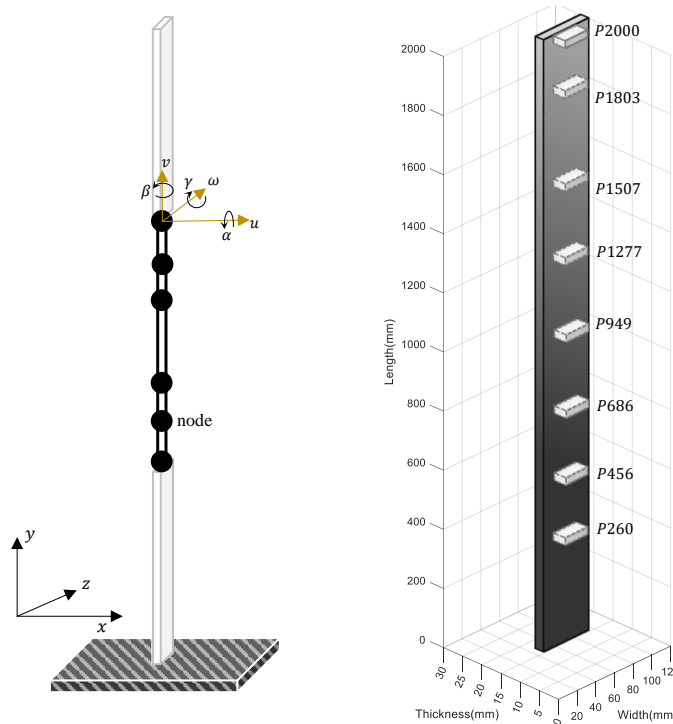 v
β
γ
ω
α
u
node
y
z
x
2000
1800
1600
1400
1200
1000
800
600
400
200
0
Length(mm)
P2000
P1803
P1507
P1277
P949
P686
P456
P260
30
25
20
15
10
5
0
Thickness(mm)
20
40
60
80
100
12
Width(mm